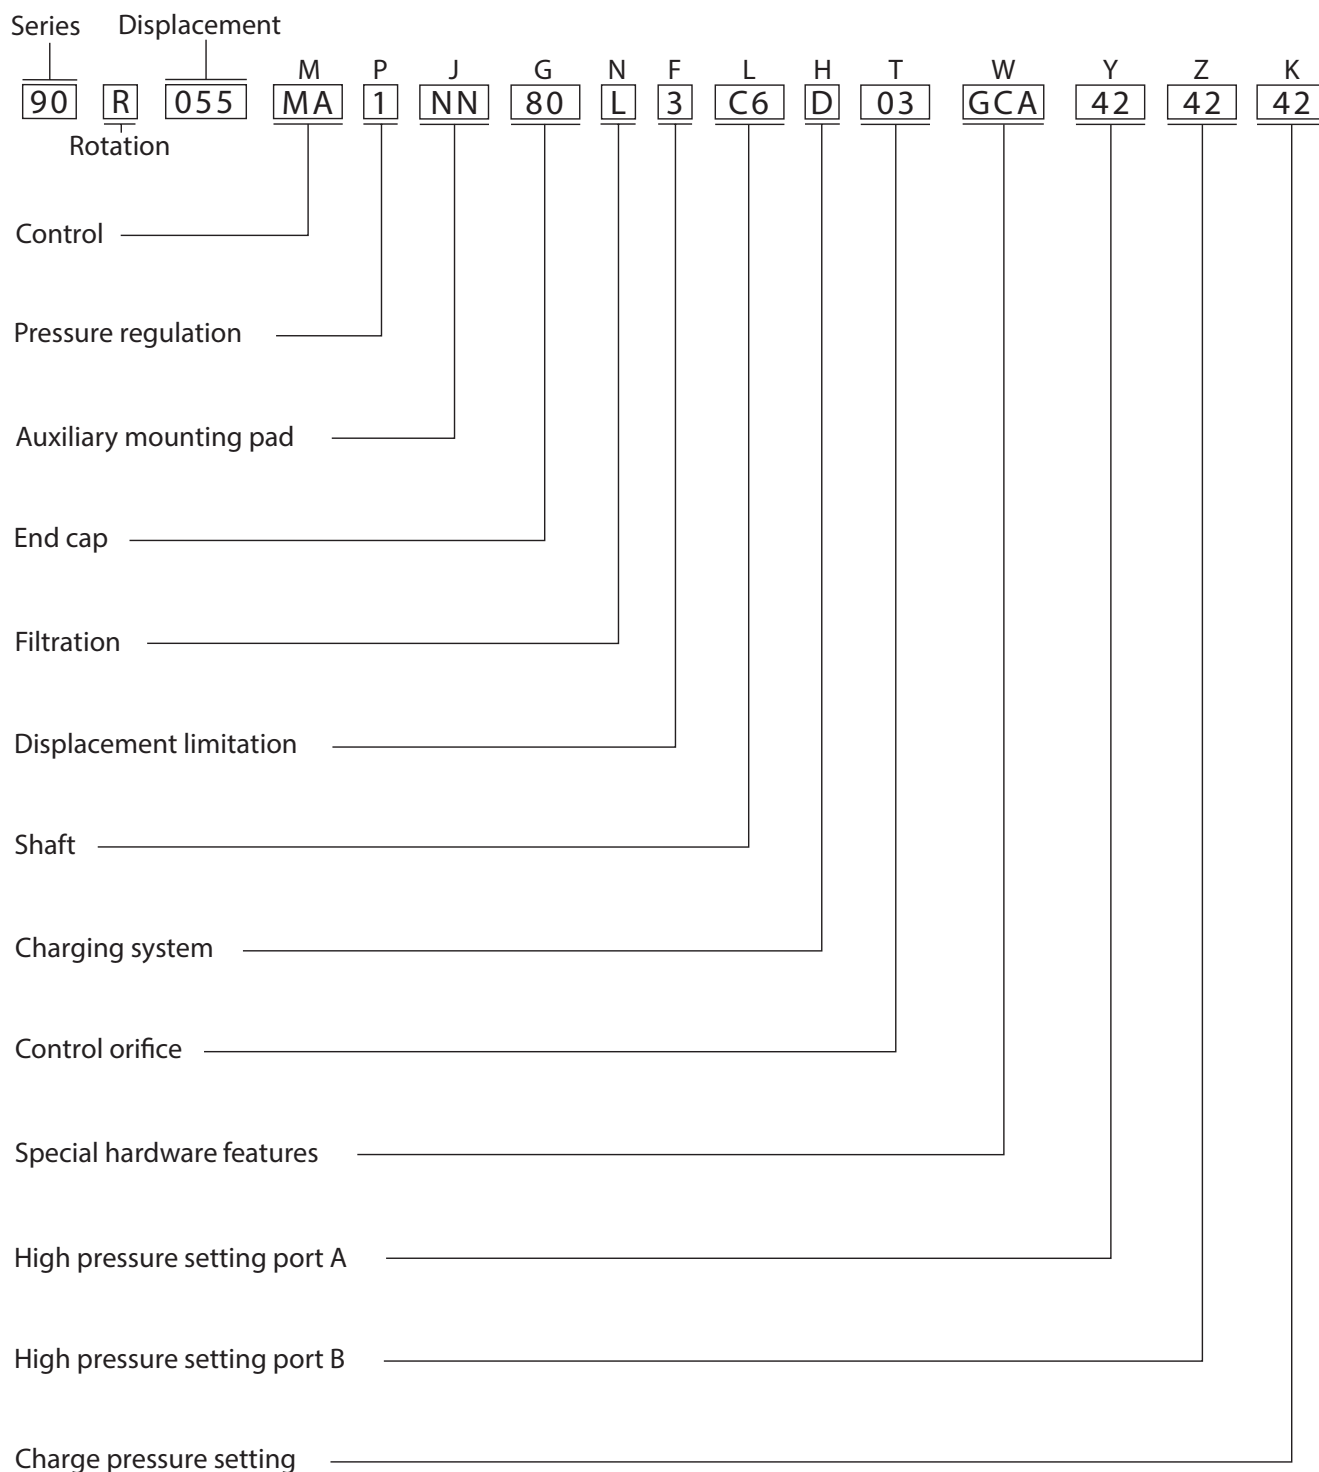 Series Displacement
M P J G N F L H T W Y Z K
90 R 055 MA 1 NN 80 L 3 C6 D 03 GCA 42 42 42
Rotation
Control
Pressure regulation
Auxiliary mounting pad
End cap
Filtration
Displacement limitation
Shaft
Charging system
Control orifice
Special hardware features
High pressure setting port A
High pressure setting port B
Charge pressure setting